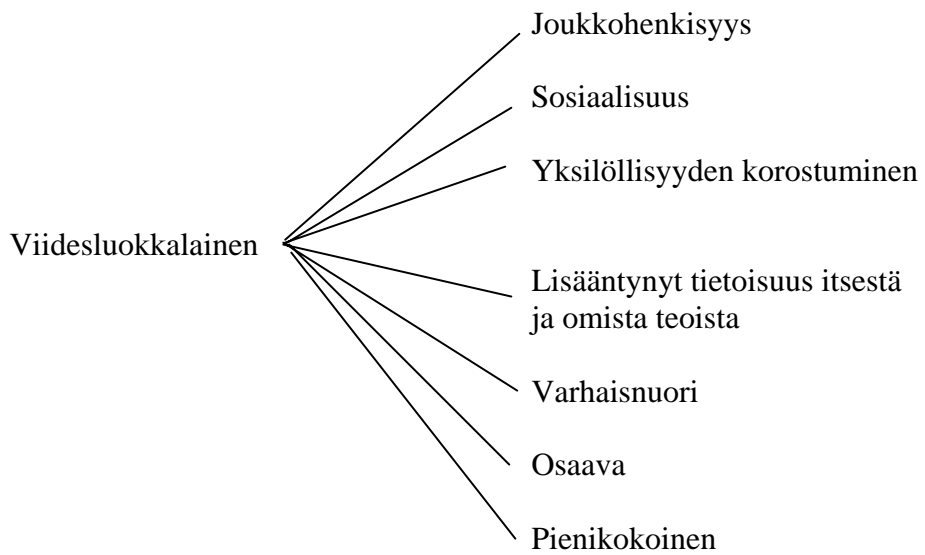 Joukkohenkisyys
Sosiaalisuus
Yksilöllisyyden korostuminen
Viidesluokkalainen
Lisääntynyt tietoisuus itsestä
ja omista teoista
Varhaisnuori
Osaava
Pienikokoinen